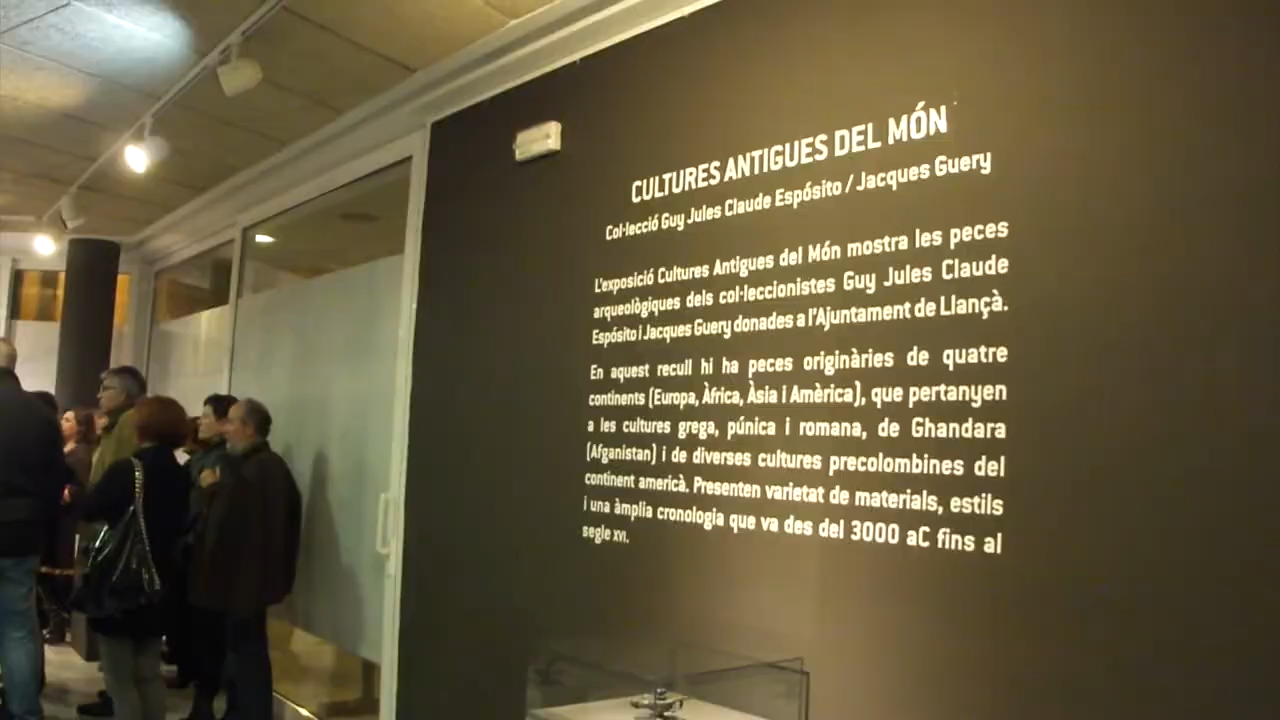 CULTURES ANTIGUES DEL MÓN
Col·lecció Guy Jules Claude Espósito / Jacques Guery
L'exposició Cultures Antigues del Món mostra les peces
arqueològiques dels col·leccionistes Guy Jules Claude
Espósito i Jacques Guery donades a l'Ajuntament de Llançà.
En aquest recull hi ha peces originàries de quatre
continents (Europa, Àfrica, Àsia i Amèrica), que pertanyen
a les cultures grega, púnica i romana, de Ghandara
(Afganistan) i de diverses cultures precolombines del
continent americà. Presenten varietat de materials, estils
i una àmplia cronologia que va des del 3000 aC fins al
segle XVI.